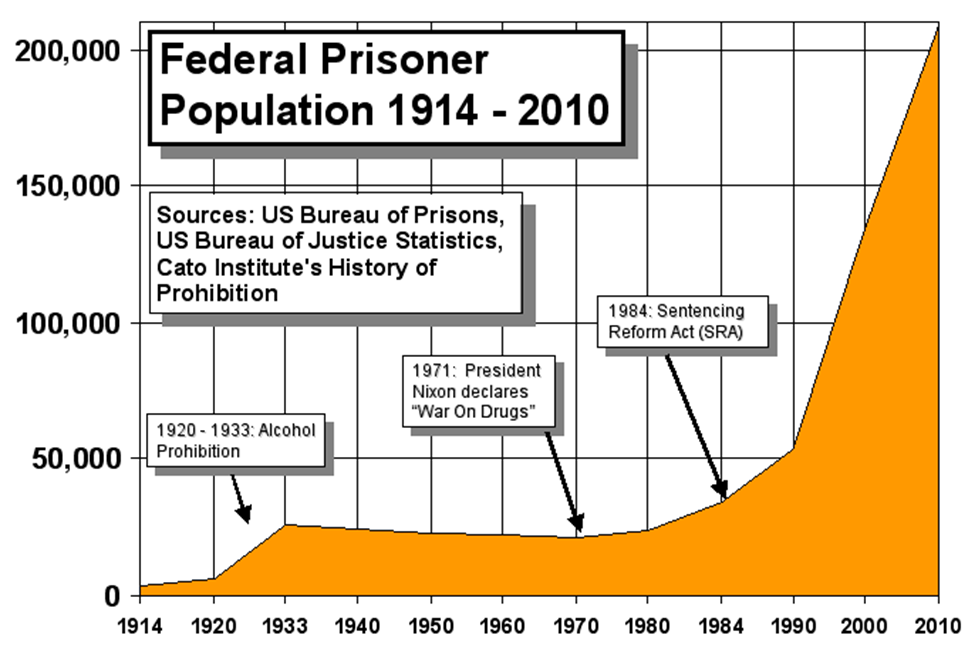 Federal Prisoner
Population 1914 - 2010
Sources: US Bureau of Prisons,
US Bureau of Justice Statistics,
Cato Institute's History of
Prohibition
1984: Sentencing
Reform Act (SRA)
1971:  President
Nixon declares
“War On Drugs”
1920 - 1933: Alcohol
Prohibition
200,000
150,000
100,000
50,000
0
1914 1920 1933 1940 1950 1960 1970 1980 1984 1990 2000 2010